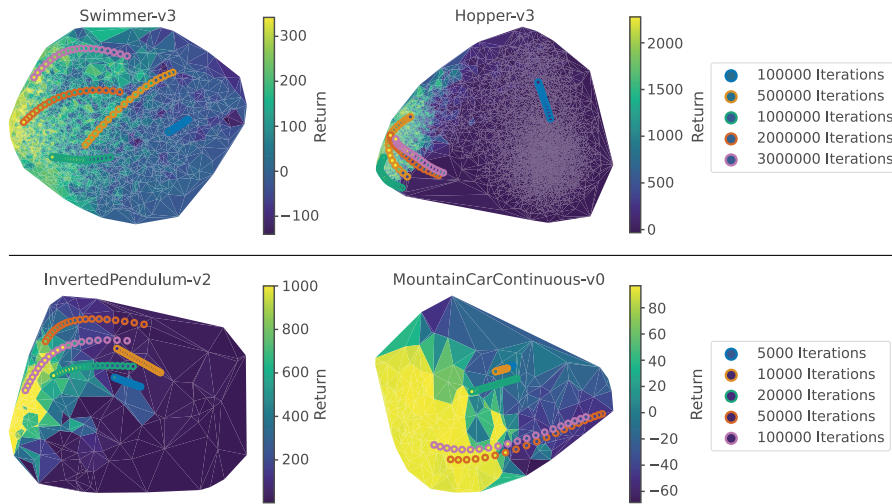 Swimmer-v3
300
200
100
0
−100
Return
Hopper-v3
2000
1500
1000
500
0
Return
100000 Iterations
500000 Iterations
1000000 Iterations
2000000 Iterations
3000000 Iterations
InvertedPendulum-v2
1000
800
600
400
200
Return
MountainCarContinuous-v0
80
60
40
20
0
−20
−40
−60
Return
5000 Iterations
10000 Iterations
20000 Iterations
50000 Iterations
100000 Iterations